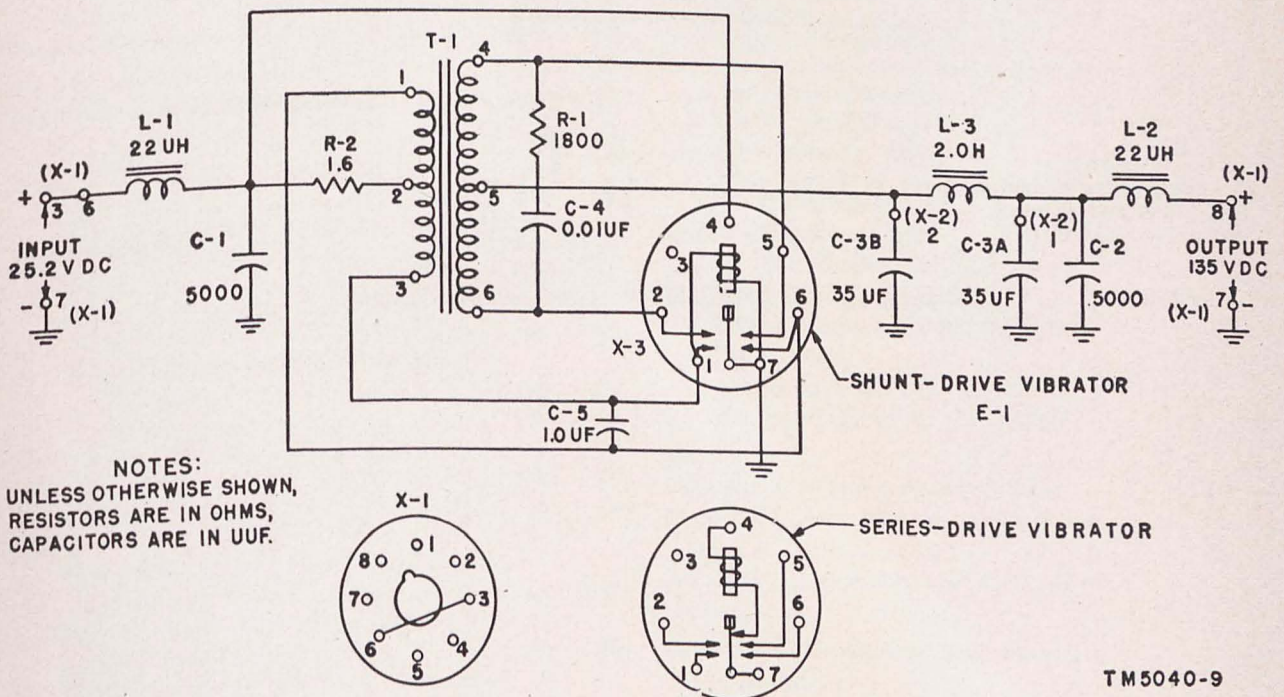 T-1
4
1
L-1
22 UH
R-2
1.6
R-1
1800
L-3
2.0H
L-2
22 UH
(X-1)
+
3
6
2
5
(X-1)
8
+
INPUT
25.2 V DC
C-1
5000
C-4
0.01UF
4
5
3
C-3B
(X-2)
2
C-3A
(X-2)
1
C-2
OUTPUT
135 V DC
-
7
(X-1)
3
6
2
6
35 UF
35UF
5000
7
-
(X-1)
X-3
1
7
SHUNT-DRIVE VIBRATOR
E-1
C-5
1.0 UF
NOTES:
UNLESS OTHERWISE SHOWN,
RESISTORS ARE IN OHMS,
CAPACITORS ARE IN UUF.
X-1
1
2
3
4
5
6
7
8
4
SERIES-DRIVE VIBRATOR
3
5
2
6
1
7
TM5040-9